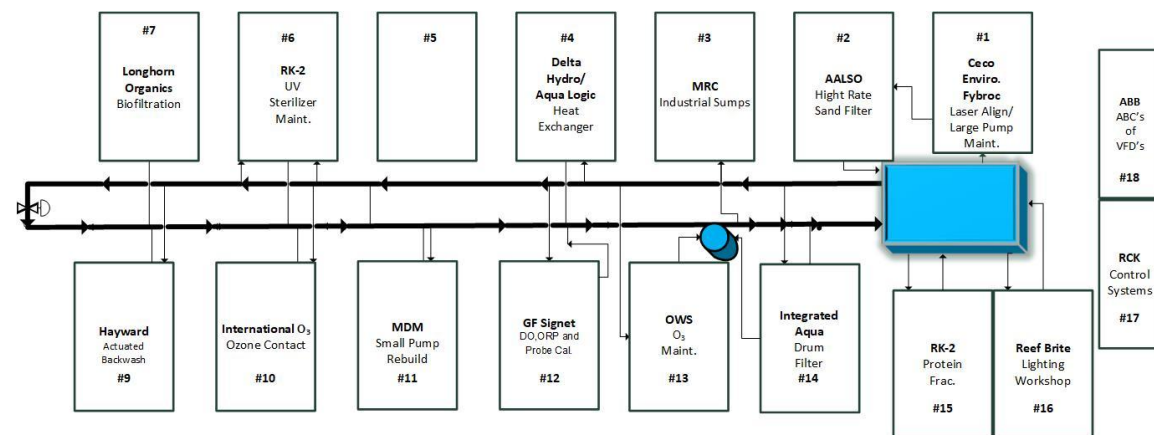 #7
Longhorn
Organics
Biofiltration
#6
RK-2
UV
Sterilizer
Maint.
#5
#4
Delta
Hydro/
Aqua Logic
Heat
Exchanger
#3
MRC
Industrial Sumps
#2
AALSO
Hight Rate
Sand Filter
#1
Ceco
Enviro.
Fybroc
Laser Align/
Large Pump
Maint.
ABB
ABC's
of
VFD's
#18
RCK
Control
Systems
#17
Hayward
Actuated
Backwash
#9
International O₃
Ozone Contact
#10
MDM
Small Pump
Rebuild
#11
GF Signet
DO,ORP and
Probe Cal.
#12
OWS
O₃
Maint.
#13
Integrated
Aqua
Drum
Filter
#14
RK-2
Protein
Frac.
#15
Reef Brite
Lighting
Workshop
#16